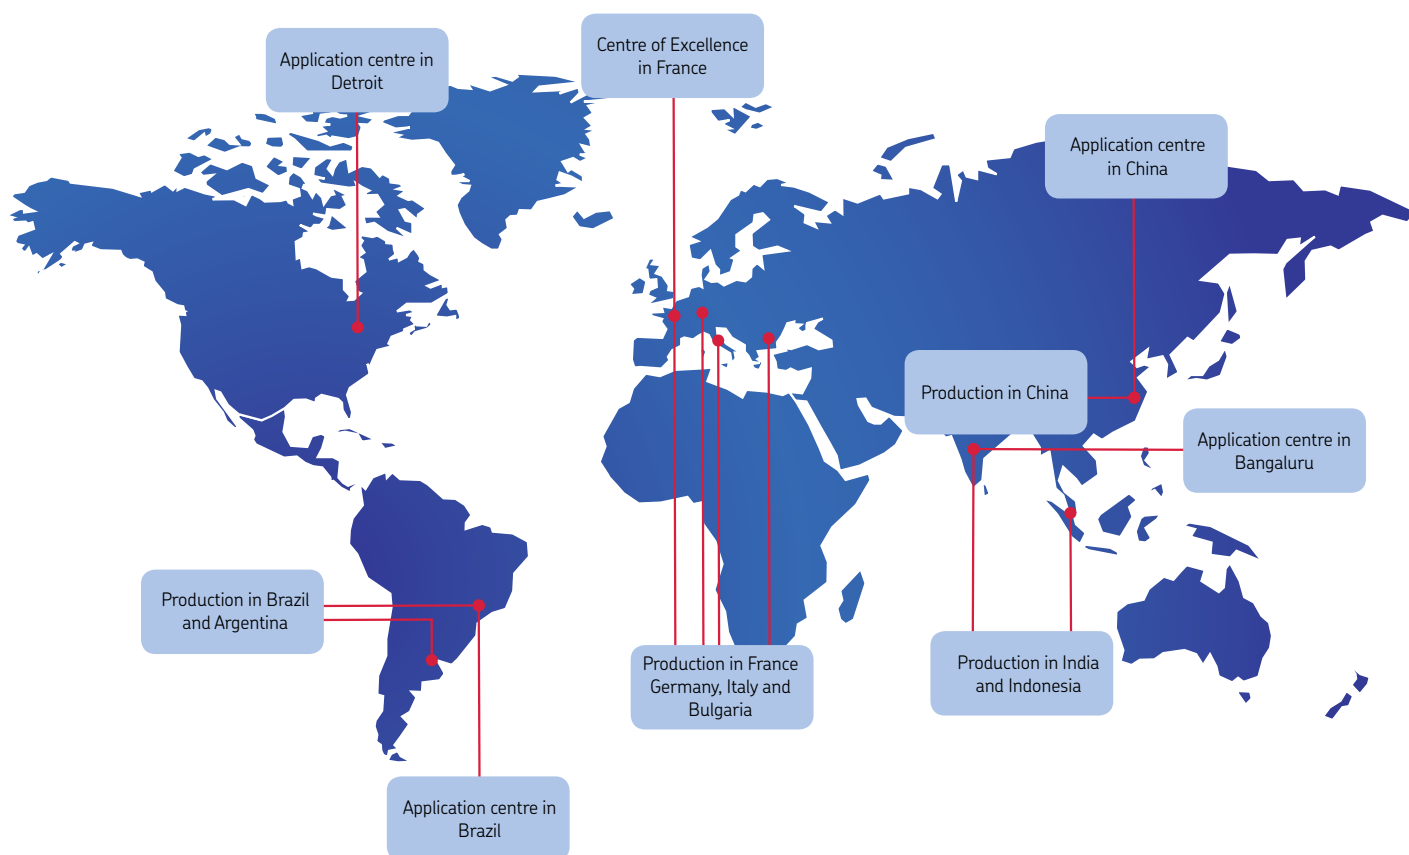 Application centre in
Detroit
Centre of Excellence
in France
Application centre
in China
Production in China
Application centre in
Bangaluru
Production in Brazil
and Argentina
Production in France
Germany, Italy and
Bulgaria
Production in India
and Indonesia
Application centre in
Brazil